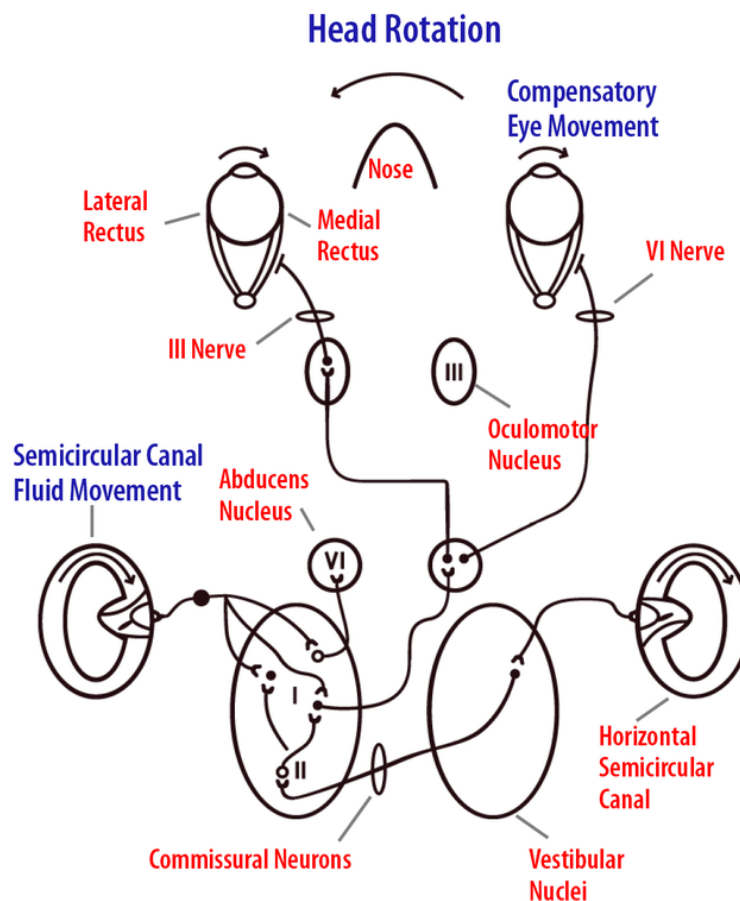 Head Rotation
Compensatory
Eye Movement
Nose
Lateral
Rectus
Medial
Rectus
VI Nerve
III Nerve
III
Oculomotor
Nucleus
Semicircular Canal
Fluid Movement
Abducens
Nucleus
VI
I
II
Horizontal
Semicircular
Canal
Commissural Neurons
Vestibular
Nuclei